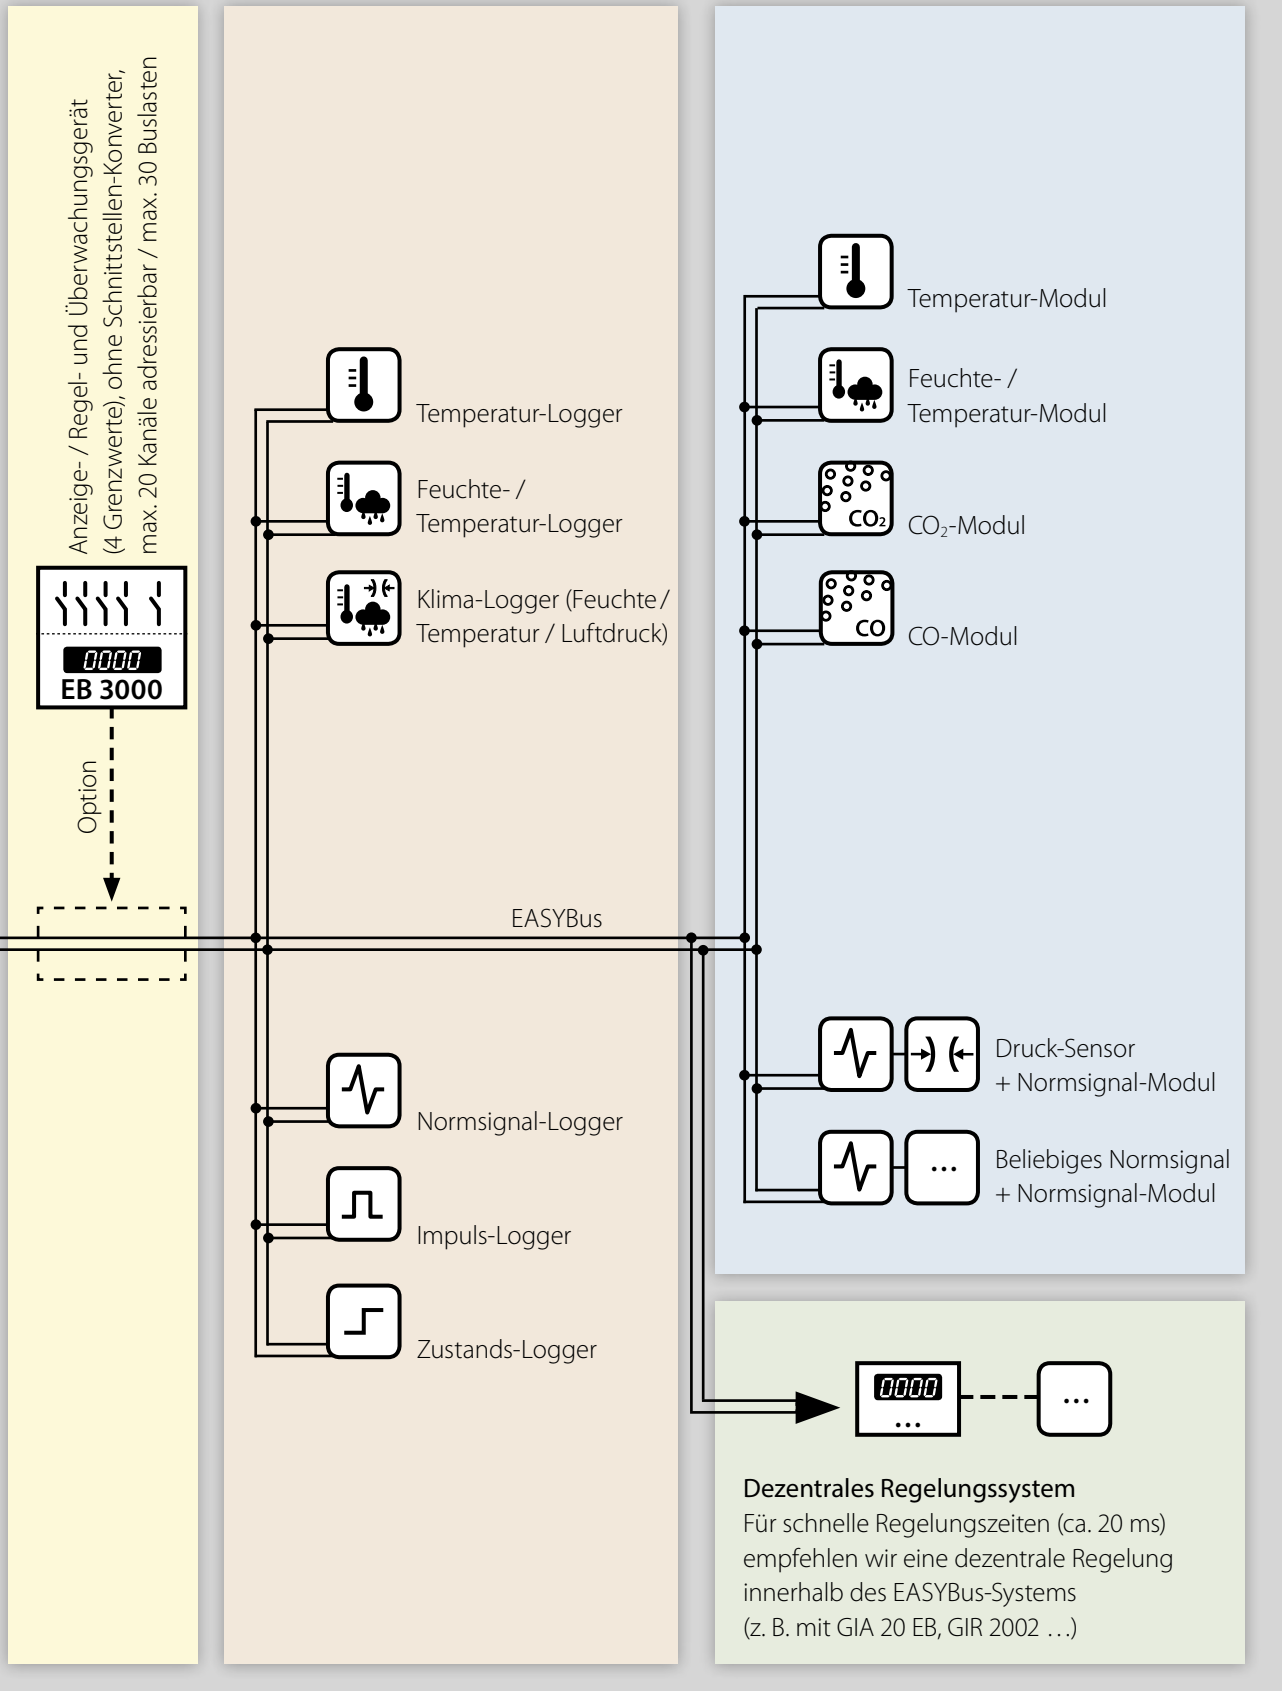 Anzeige- / Regel- und Überwachungsgerät
(4 Grenzwerte), ohne Schnittstellen-Konverter,
max. 20 Kanäle adressierbar / max. 30 Buslasten
0000
EB 3000
Option
Temperatur-Logger
Feuchte- /
Temperatur-Logger
Klima-Logger (Feuchte /
Temperatur / Luftdruck)
EASYBus
Normsignal-Logger
Impuls-Logger
Zustands-Logger
Temperatur-Modul
Feuchte- /
Temperatur-Modul
CO₂
CO₂-Modul
CO
CO-Modul
Druck-Sensor
+ Normsignal-Modul
...
Beliebiges Normsignal
+ Normsignal-Modul
0000
...
...
Dezentrales Regelungssystem
Für schnelle Regelungszeiten (ca. 20 ms)
empfehlen wir eine dezentrale Regelung
innerhalb des EASYBus-Systems
(z. B. mit GIA 20 EB, GIR 2002 …)